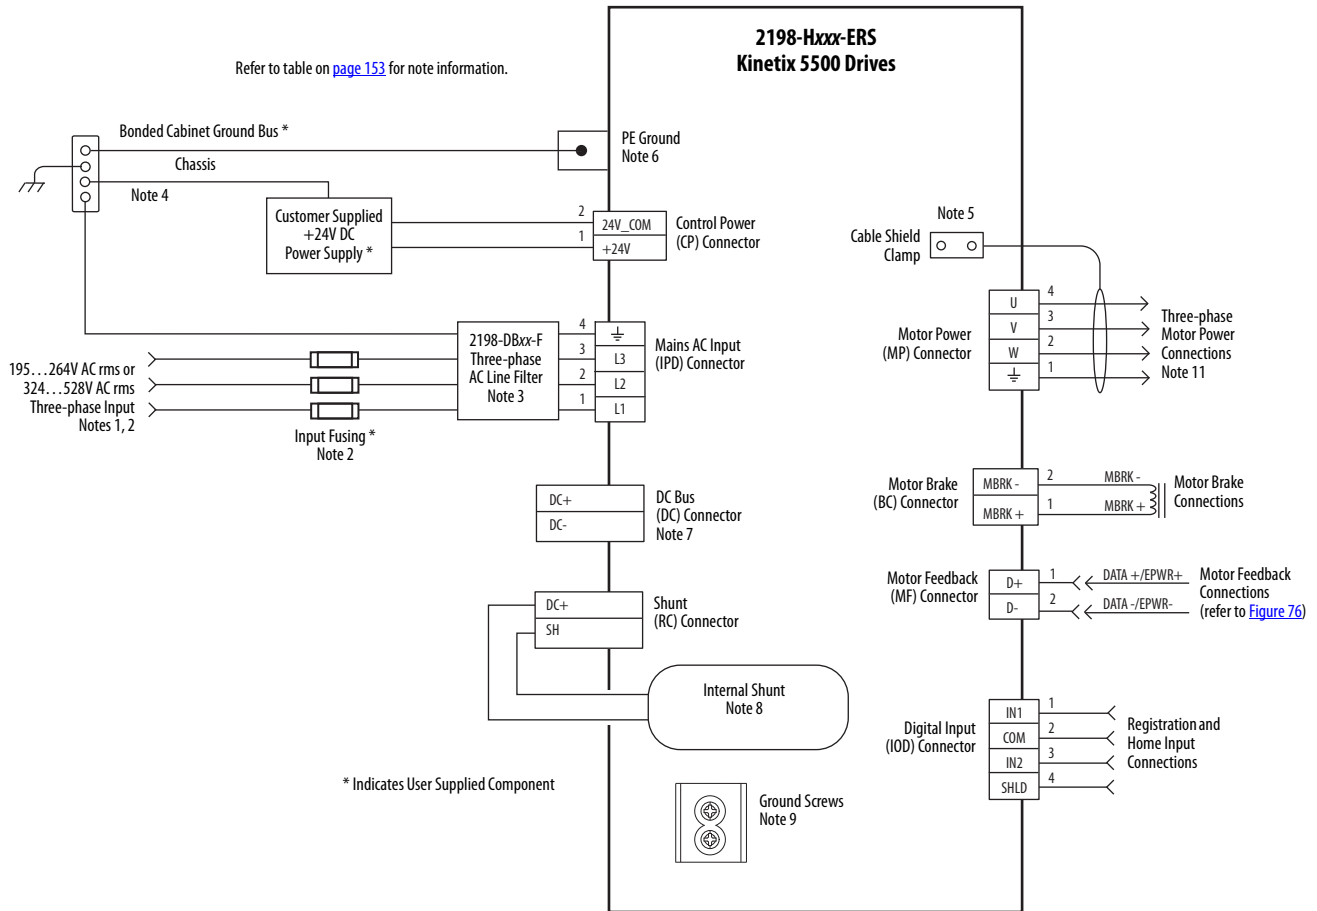 2198-Hxxx-ERS
Kinetix 5500 Drives
Refer to table on page 153 for note information.
Bonded Cabinet Ground Bus *
Chassis
Note 4
PE Ground
Note 6
Customer Supplied
+24V DC
Power Supply *
2
1
24V_COM
+24V
Control Power
(CP) Connector
Note 5
Cable Shield
Clamp
195…264V AC rms or
324…528V AC rms
Three-phase Input
Notes 1, 2
Input Fusing *
Note 2
2198-DBxx-F
Three-phase
AC Line Filter
Note 3
4
3
2
1
L3
L2
L1
Mains AC Input
(IPD) Connector
Motor Power
(MP) Connector
U
V
W
4
3
2
1
Three-phase
Motor Power
Connections
Note 11
DC+
DC-
DC Bus
(DC) Connector
Note 7
Motor Brake
(BC) Connector
MBRK -
MBRK +
2
1
MBRK -
MBRK +
Motor Brake
Connections
DC+
SH
Shunt
(RC) Connector
Motor Feedback
(MF) Connector
D+
D-
1
2
DATA +/EPWR+
DATA -/EPWR-
Motor Feedback
Connections
(refer to Figure 76)
Internal Shunt
Note 8
Digital Input
(IOD) Connector
IN1
COM
IN2
SHLD
1
2
3
4
Registration and
Home Input
Connections
* Indicates User Supplied Component
Ground Screws
Note 9